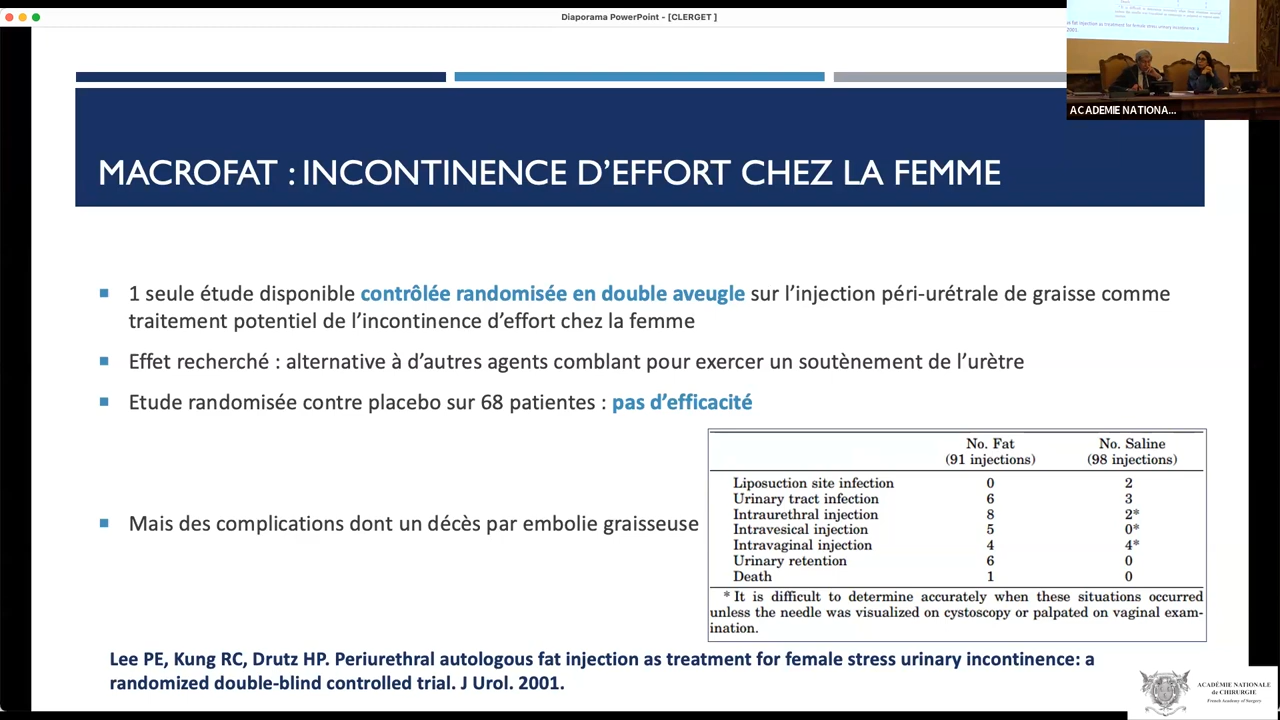 Diaporama PowerPoint - [CLERGET ]
ACADEMIE NATIONA...
MACROFAT : INCONTINENCE D'EFFORT CHEZ LA FEMME
1 seule étude disponible contrôlée randomisée en double aveugle sur l'injection péri-urétrale de graisse comme
traitement potentiel de l'incontinence d'effort chez la femme
Effet recherché : alternative à d'autres agents comblant pour exercer un soutènement de l'urètre
Etude randomisée contre placebo sur 68 patientes : pas d'efficacité
Mais des complications dont un décès par embolie graisseuse
No. Fat No. Saline
(91 injections) (98 injections)
Liposuction site infection 0 2
Urinary tract infection 6 3
Intraurethral injection 8 2*
Intravesical injection 5 0*
Intravaginal injection 4 4*
Urinary retention 6 0
Death 1 0
* It is difficult to determine accurately when these situations occurred
unless the needle was visualized on cystoscopy or palpated on vaginal exam-
ination.
Lee PE, Kung RC, Drutz HP. Periurethral autologous fat injection as treatment for female stress urinary incontinence: a
randomized double-blind controlled trial. J Urol. 2001.
ACADÉMIE NATIONALE
de CHIRURGIE
French Academy of Surgery